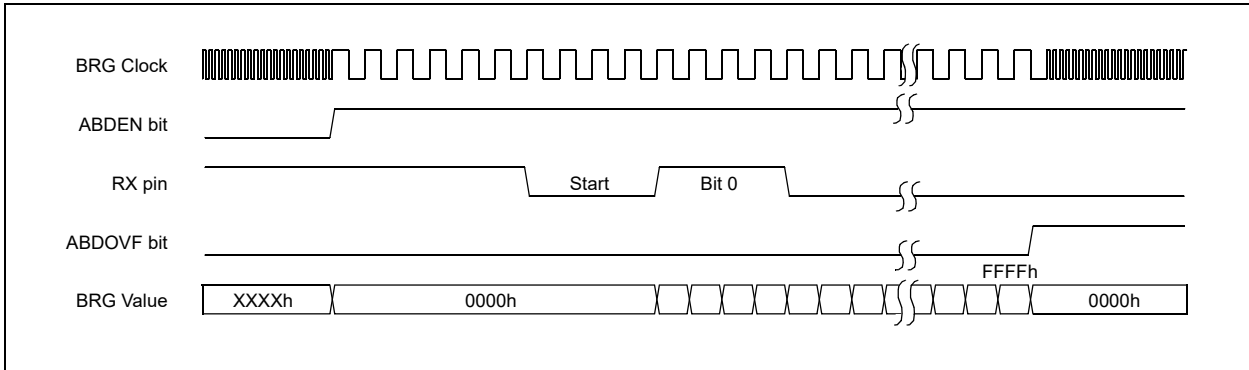 BRG Clock
ABDEN bit
RX pin
Start
Bit 0
ABDOVF bit
FFFFh
BRG Value
XXXXh
0000h
0000h